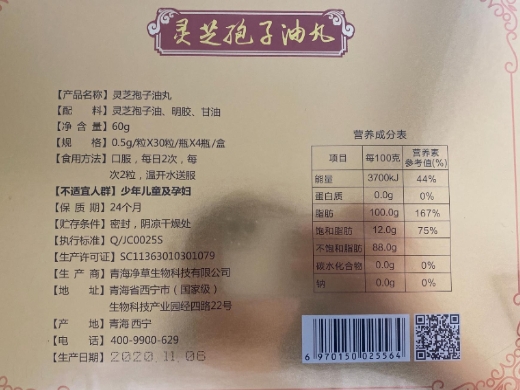 灵芝孢子油丸
【产品名称】灵芝孢子油丸
【配　　料】灵芝孢子油、明胶、甘油
【净 含 量】60g
【规　　格】0.5g/粒X30粒/瓶X4瓶/盒
【食用方法】口服，每日2次，每
次2粒，温开水送服
【不适宜人群】少年儿童及孕妇
【保 质 期】24个月
【贮存条件】密封，阴凉干燥处
【执行标准】Q/JC0025S
【生产许可证】SC11363010301079
【生 产 商】青海净草生物科技有限公司
【地　　址】青海省西宁市（国家级）
生物科技产业园经四路22号
【产　　地】青海 西宁
【电　　话】400-9900-629
【生产日期】2020.11.06
营养成分表
项目 每100克 营养素参考值(%)
能量 3700kJ 44%
蛋白质 0.0g 0%
脂肪 100.0g 167%
饱和脂肪 12.0g 75%
不饱和脂肪 88.0g
碳水化合物 0.0g 0%
钠 0.0g 0%
6 970150 025564